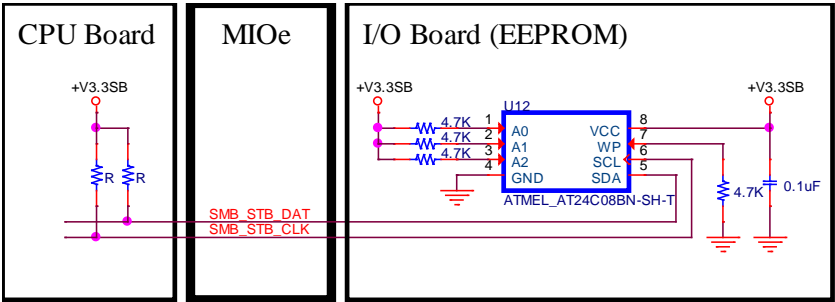 CPU Board
MIOe
I/O Board (EEPROM)
+V3.3SB
+V3.3SB
+V3.3SB
U12
4.7K 1 A0 VCC 8
4.7K 2 A1 WP 7
4.7K 3 A2 SCL 6
4 GND SDA 5
R R
4.7K 0.1uF
ATMEL_AT24C08BN-SH-T
SMB_STB_DAT
SMB_STB_CLK